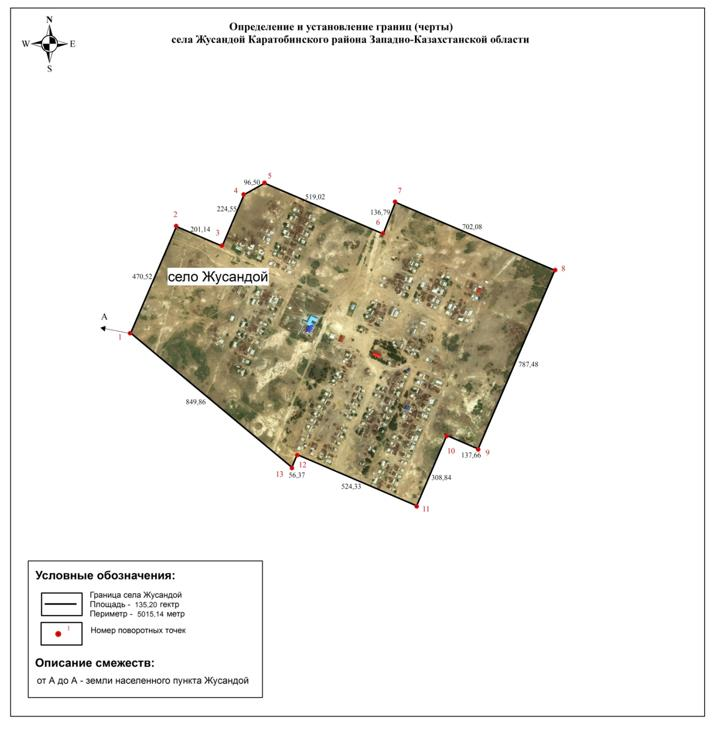 Определение и установление границ (черты)
села Жусандой Каратобинского района Западно-Казахстанской области
N
W E
S
5
96,50
4
519,02
7
136,79
702,08
224,55
2
201,14
3
6
8
470,52
село Жусандой
А
1
787,48
849,86
10
9
137,66
12
13
56,37
308,84
524,33
11
Условные обозначения:
Граница села Жусандой
Площадь - 135,20 гектр
Периметр - 5015,14 метр
1
Номер поворотных точек
Описание смежеств:
от А до А - земли населенного пункта Жусандой